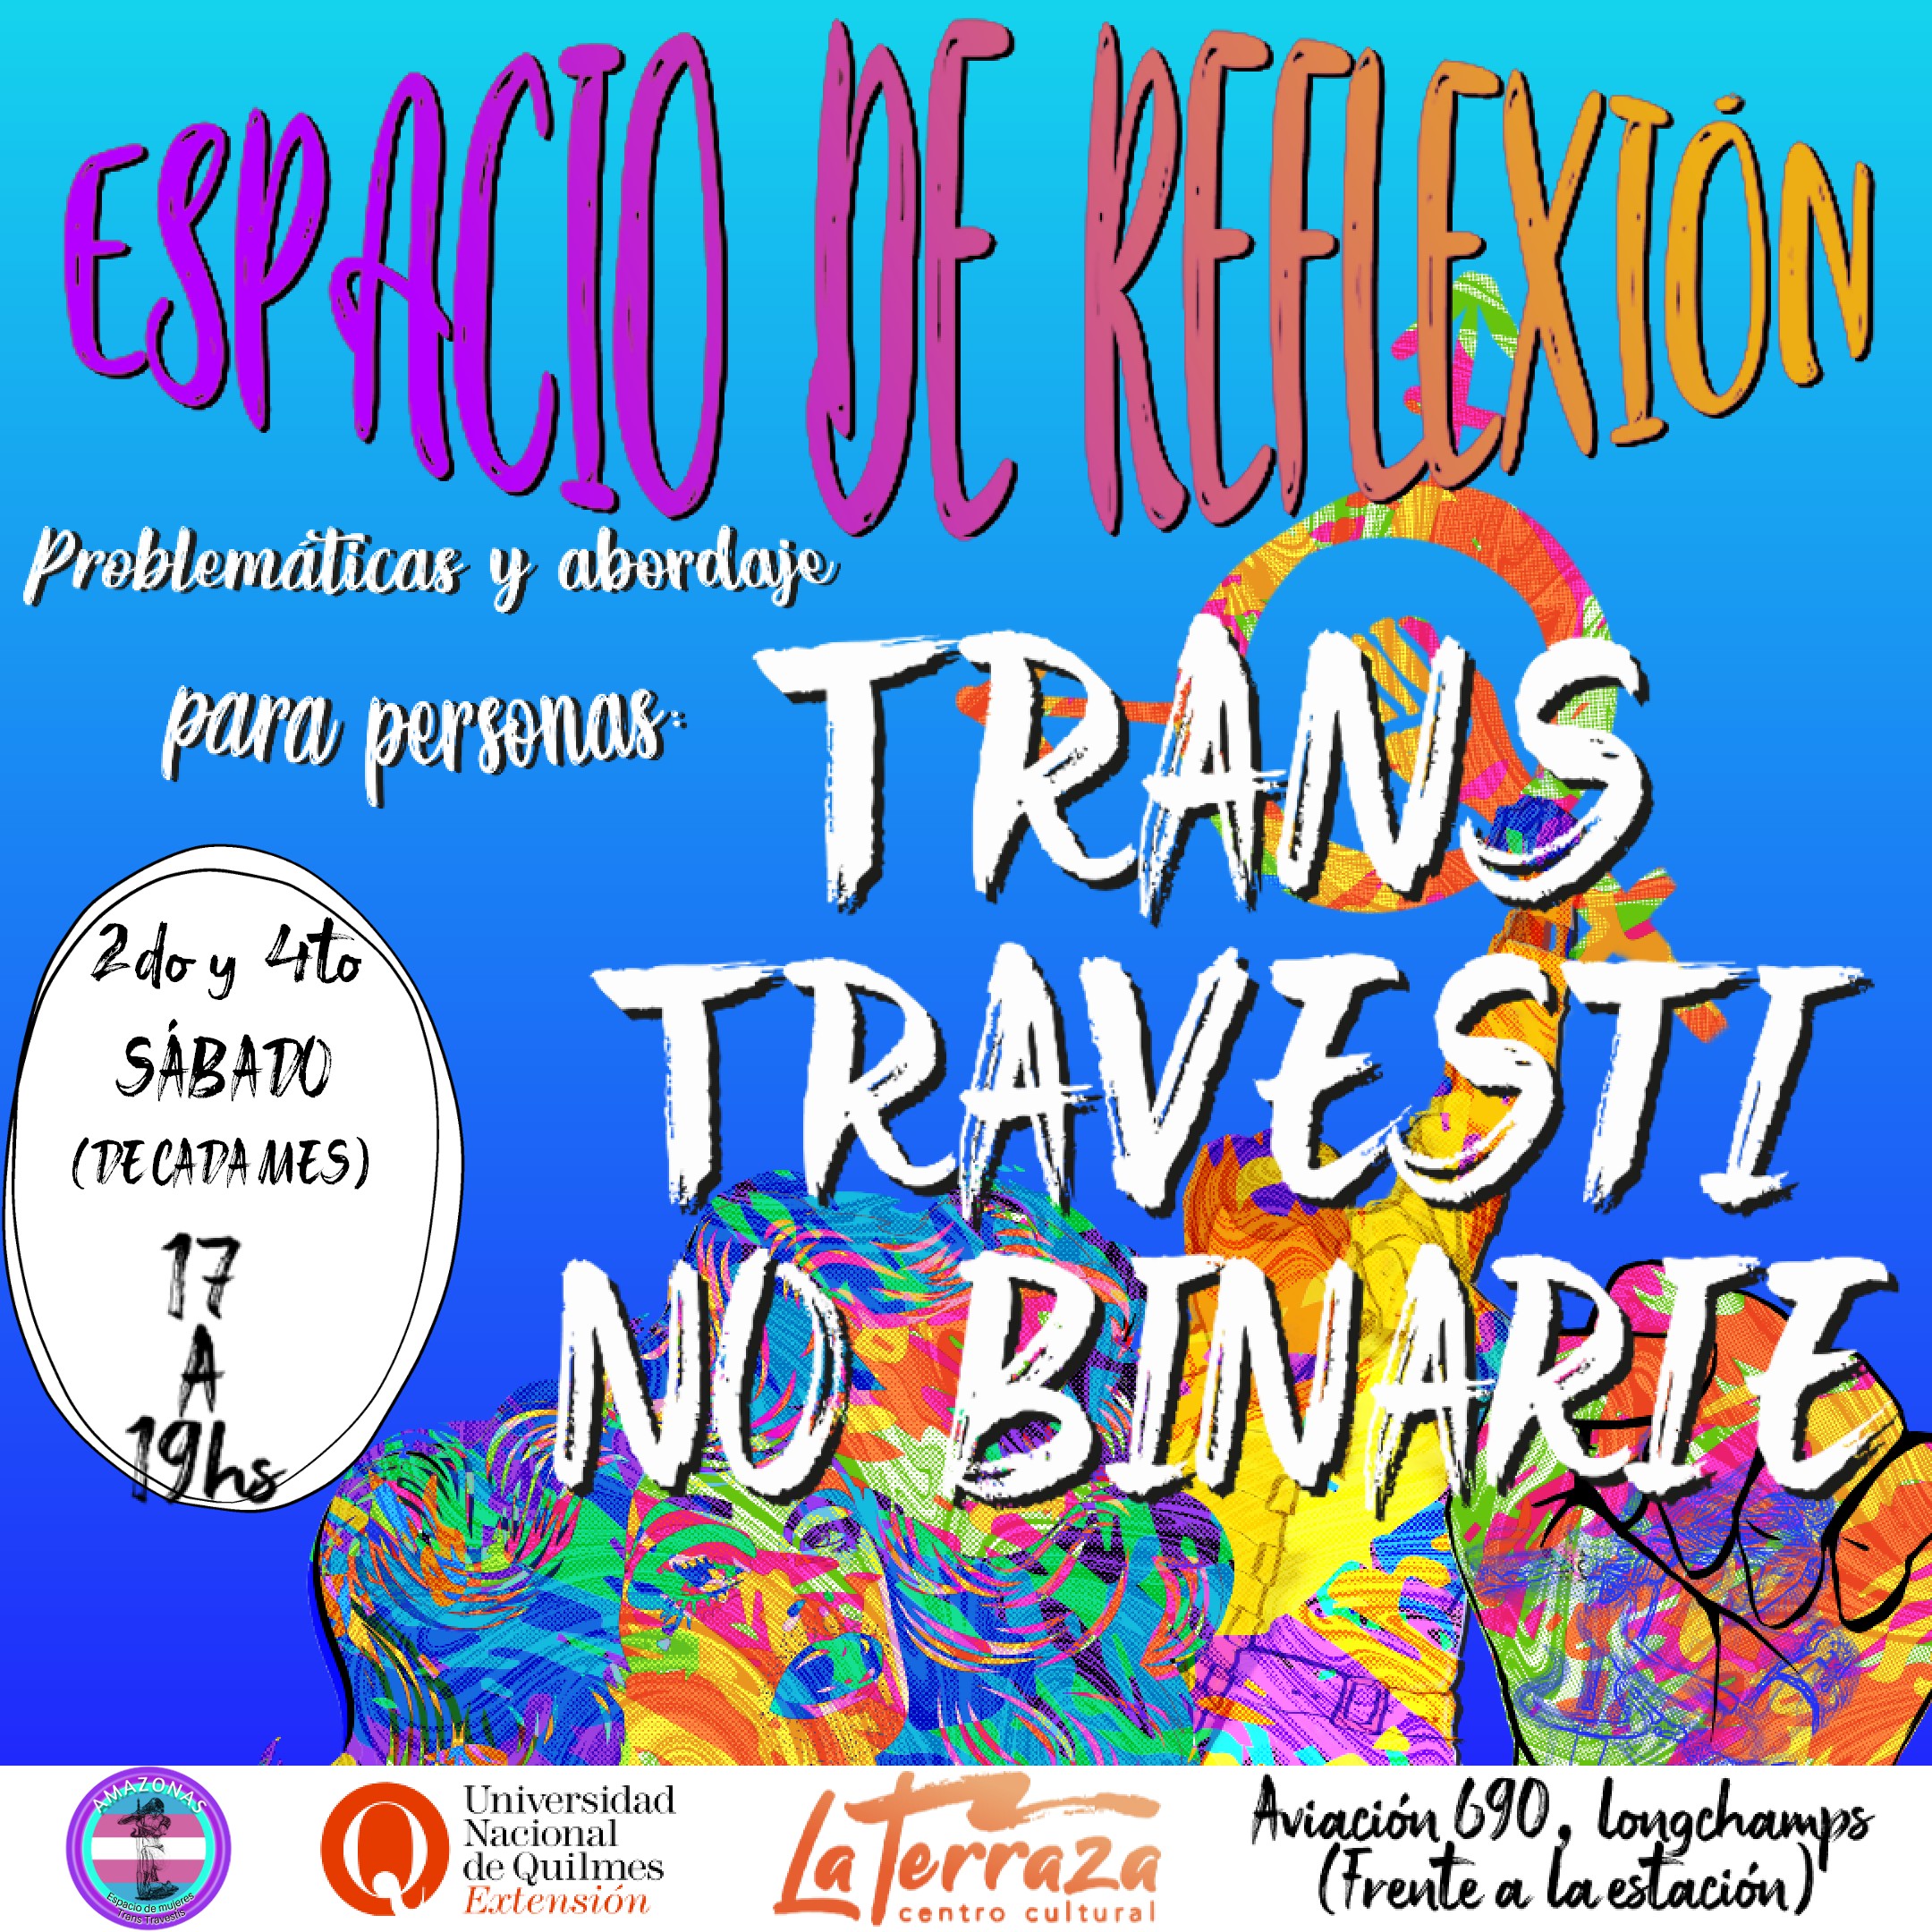 ESPACIO DE REFLEXIÓN
Problemáticas y abordaje
para personas:
TRANS
TRAVESTI
NO BINARIE
2do y 4to
SÁBADO
(DE CADA MES)
17
A
19hs
AMAZONAS
Espacio de mujeres
Trans Travestis
Universidad
Nacional
de Quilmes
Extensión
La Terraza
centro cultural
Aviación 690, longchamps
(Frente a la estación)